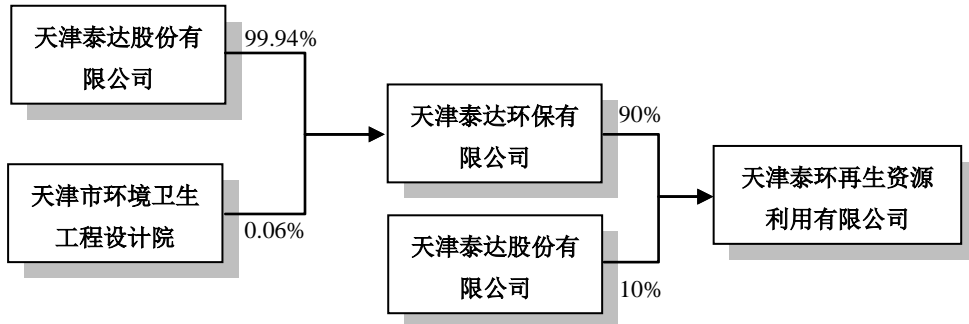 天津泰达股份有
限公司
99.94%
天津市环境卫生
工程设计院
0.06%
天津泰达环保有
限公司
90%
天津泰达股份有
限公司
10%
天津泰环再生资源
利用有限公司